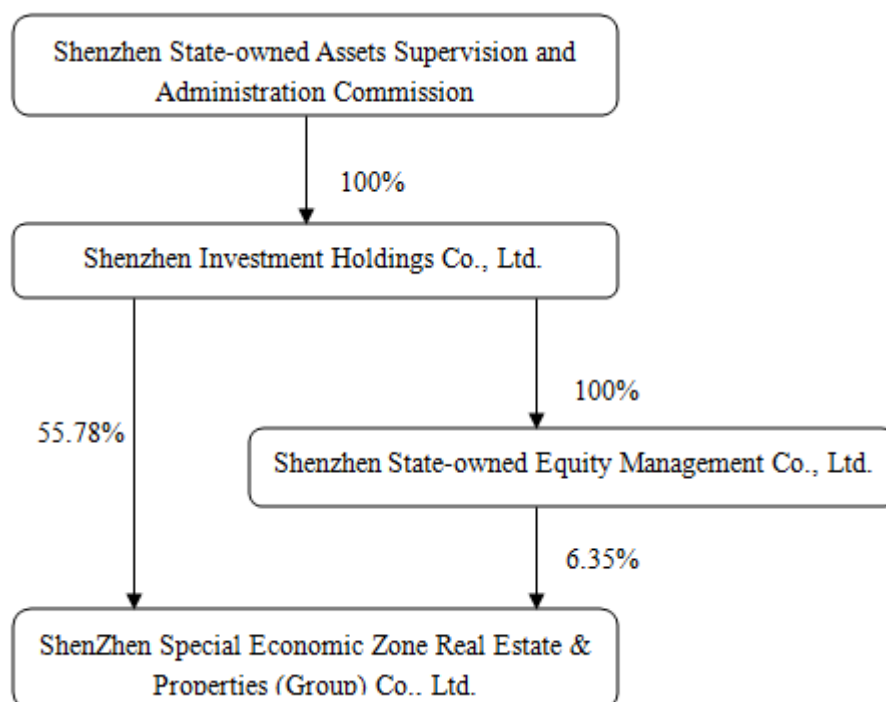 Shenzhen State-owned Assets Supervision and
Administration Commission
100%
Shenzhen Investment Holdings Co., Ltd.
100%
55.78%
Shenzhen State-owned Equity Management Co., Ltd.
6.35%
ShenZhen Special Economic Zone Real Estate &
Properties (Group) Co., Ltd.